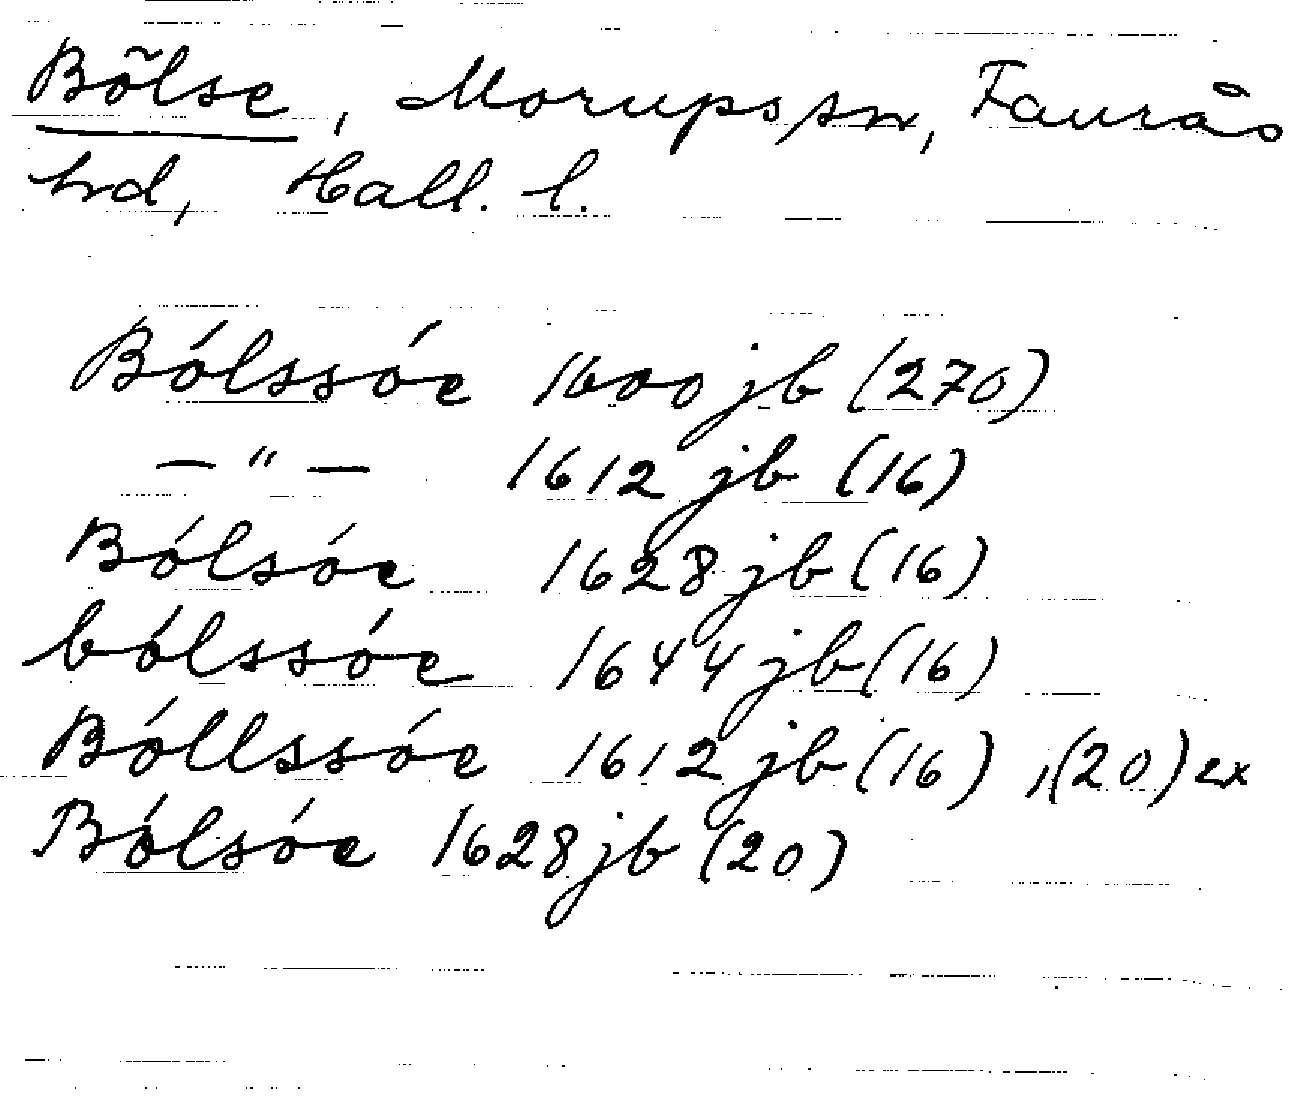 Bõlse, Morups sn, Faurås
hrd, Hall. l.
Bólssóe 1600 jb (270)
— " — 1612 jb (16)
Bólsóe 1628 jb (16)
bólssóe 1644 jb (16)
Bóllssóe 1612 jb (16), (20) ex
Bólsóe 1628 jb (20)